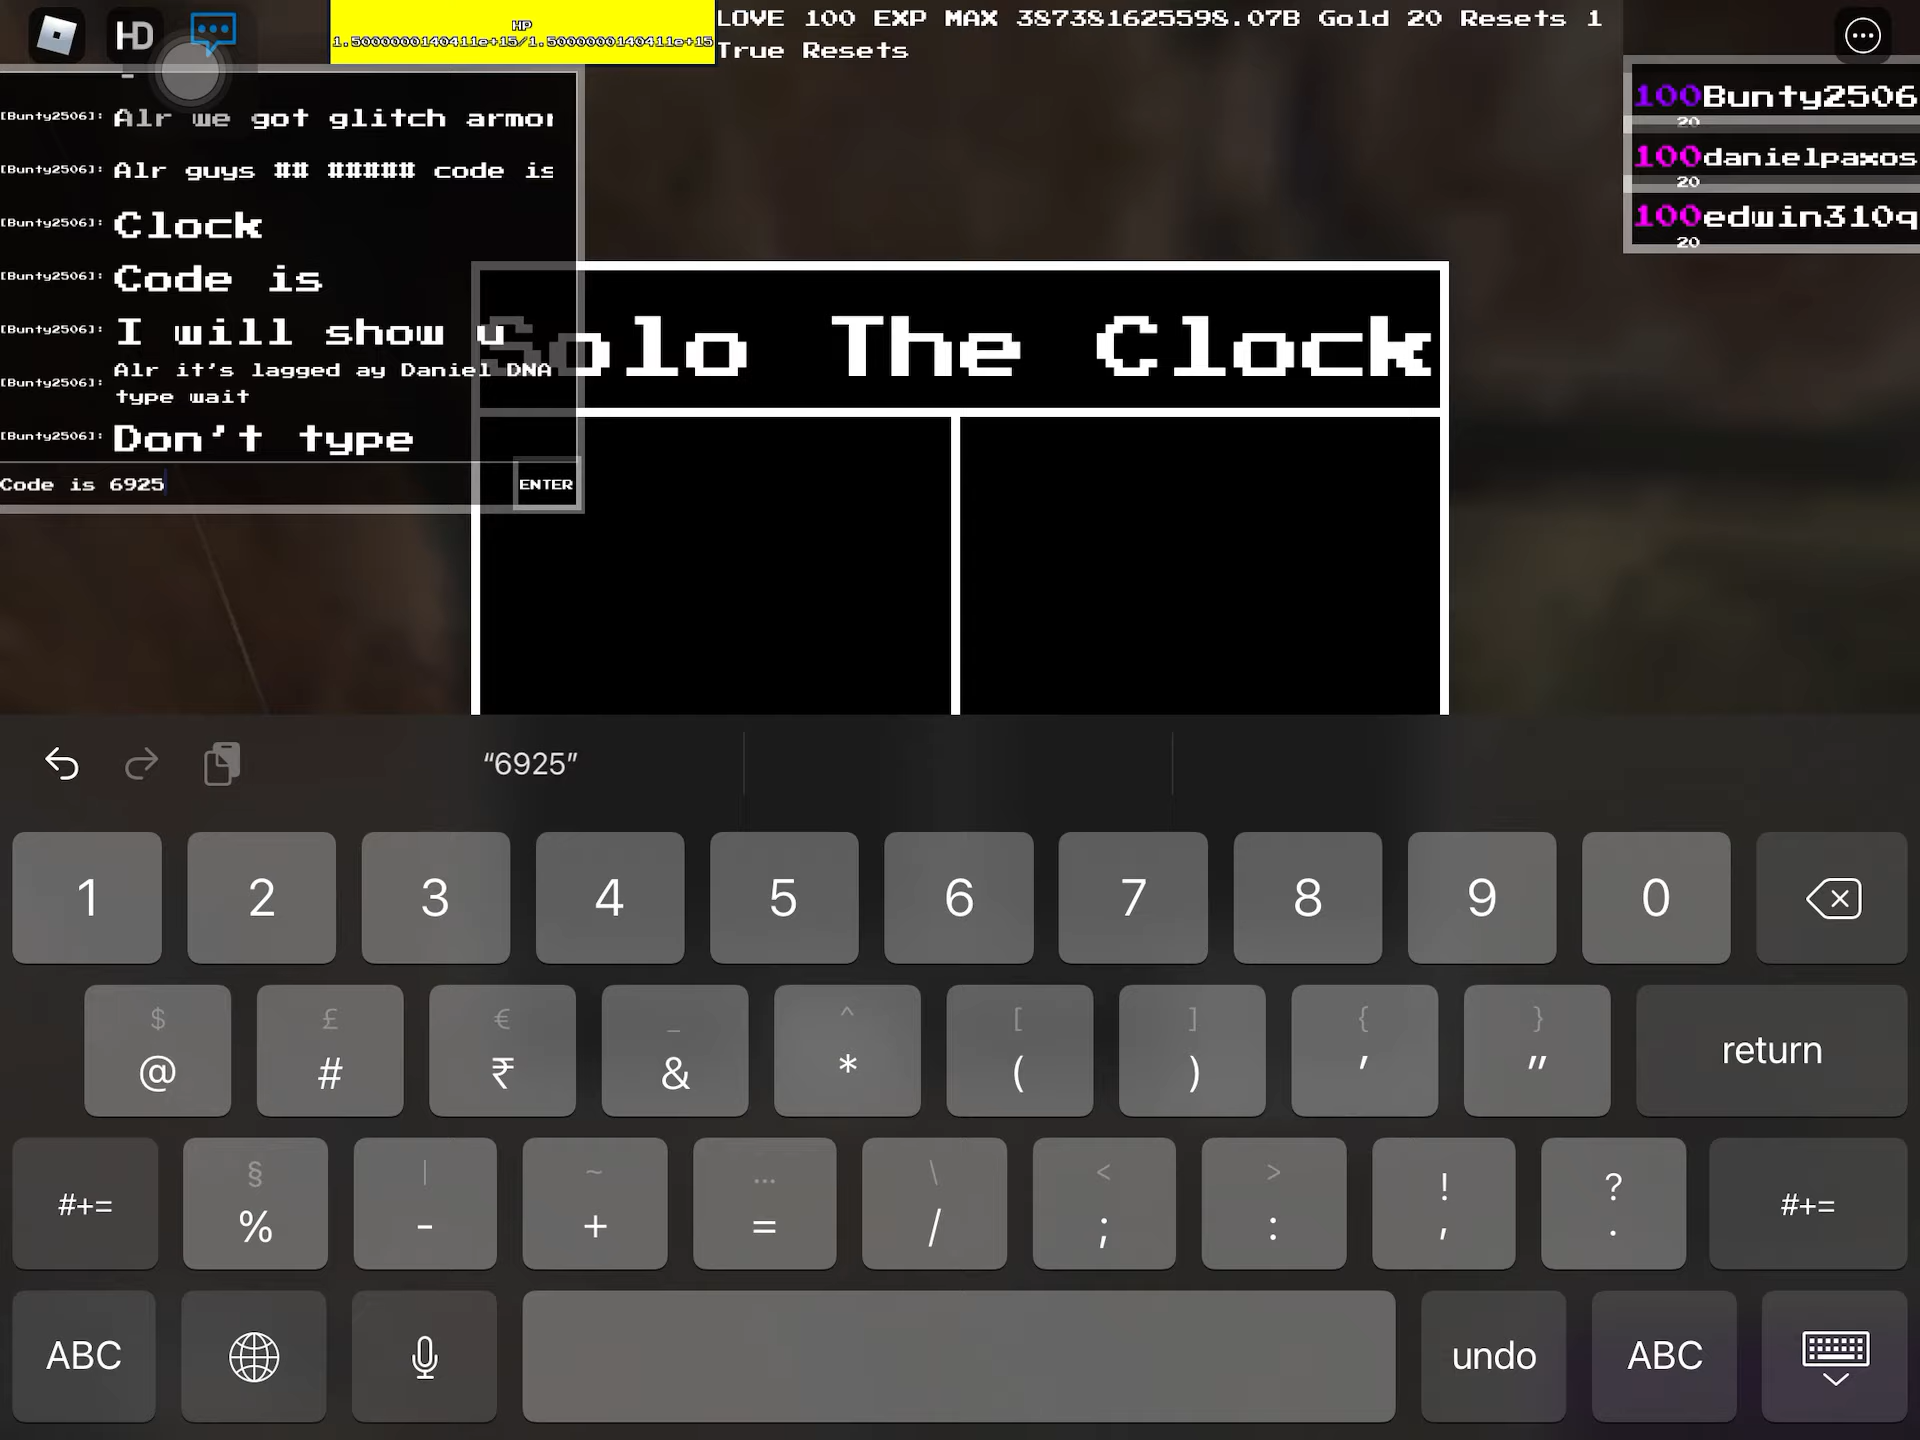 HD
HP
1.5000000140411e+15/1.5000000140411e+15
LOVE 100 EXP MAX 387381625598.07B Gold 20 Resets 1
True Resets
100Bunty2506
20
100danielpaxos
20
100edwin310q
20
[Bunty2506]: Alr we got glitch armor
[Bunty2506]: Alr guys ## ##### code is
[Bunty2506]: Clock
[Bunty2506]: Code is
[Bunty2506]: I will show u
[Bunty2506]: Alr it's lagged ay Daniel DNA
type wait
[Bunty2506]: Don't type
Code is 6925
ENTER
Solo The Clock
“6925”
1 2 3 4 5 6 7 8 9 0
$ £ € _ ^ [ ] { }
@ # ₹ & * ( ) ' " return
§ | ~ … \ < > ! ?
#+= % - + = / ; : , . #+=
ABC undo ABC